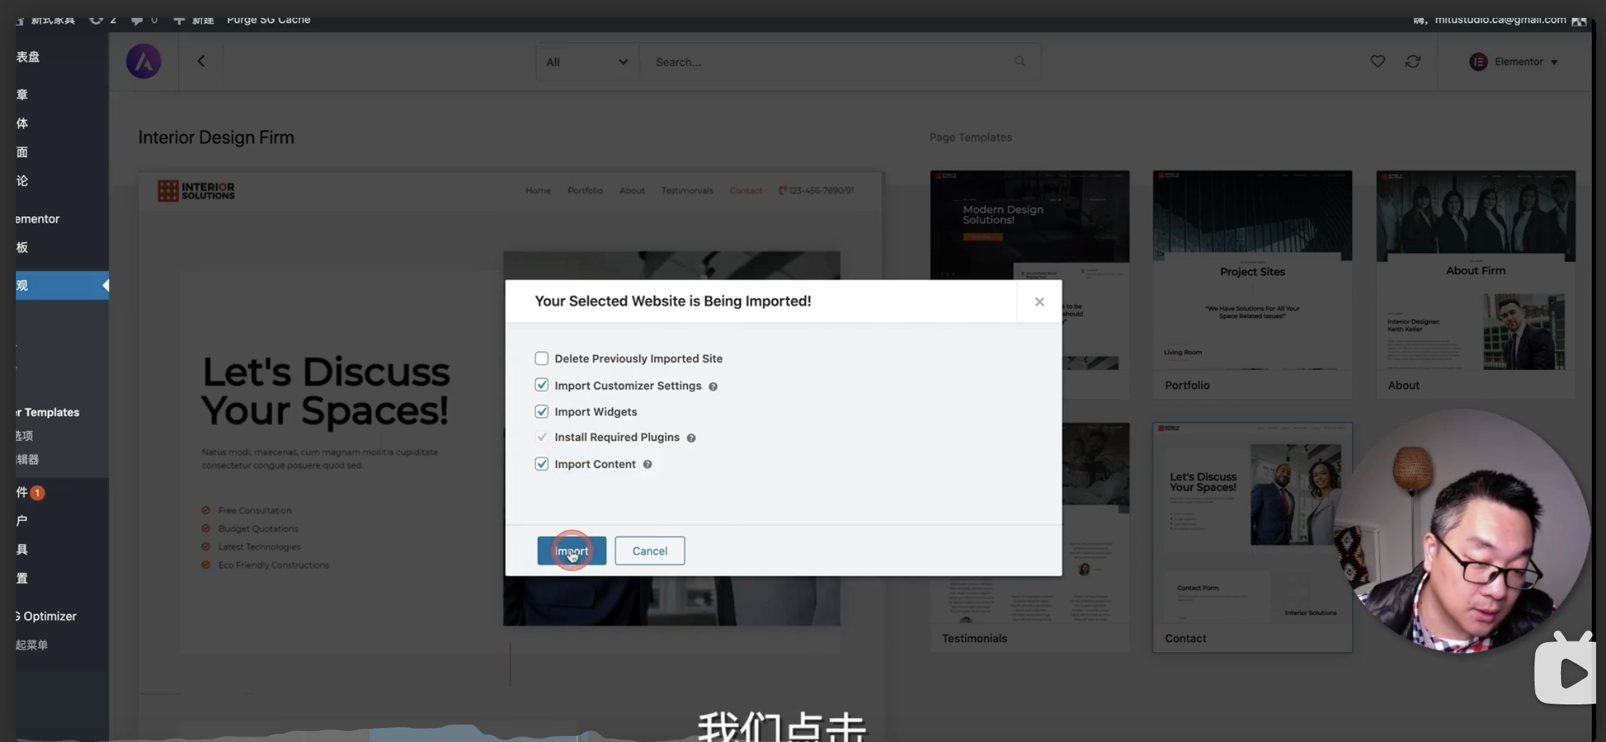 新式家具 2 0 新建 Purge SG Cache
嗨, mitustudio.ca@gmail.com
表盘
章
体
面
论
ementor
板
观
r Templates
选项
辑器
件 1
户
具
置
G Optimizer
起菜单
All
Search...
Elementor
Interior Design Firm
INTERIOR
SOLUTIONS
Home Portfolio About Testimonials Contact 123-456-7890/91
Let's Discuss
Your Spaces!
Natus modi, maecenas, cum magnam mollitia cupiditate
consectetur congue posuere quod sed.
Free Consultation
Budget Quotations
Latest Technologies
Eco Friendly Constructions
Your Selected Website is Being Imported!
Delete Previously Imported Site
Import Customizer Settings
Import Widgets
Install Required Plugins
Import Content
Import
Cancel
Page Templates
Modern Design
Solutions!
Project Sites
"We Have Solutions For All Your
Space Related Issues!"
Living Room
Portfolio
About Firm
Interior Designer:
Keith Keller
About
Testimonials
Let's Discuss
Your Spaces!
Contact Form
Interior Solutions
Contact
我们点击